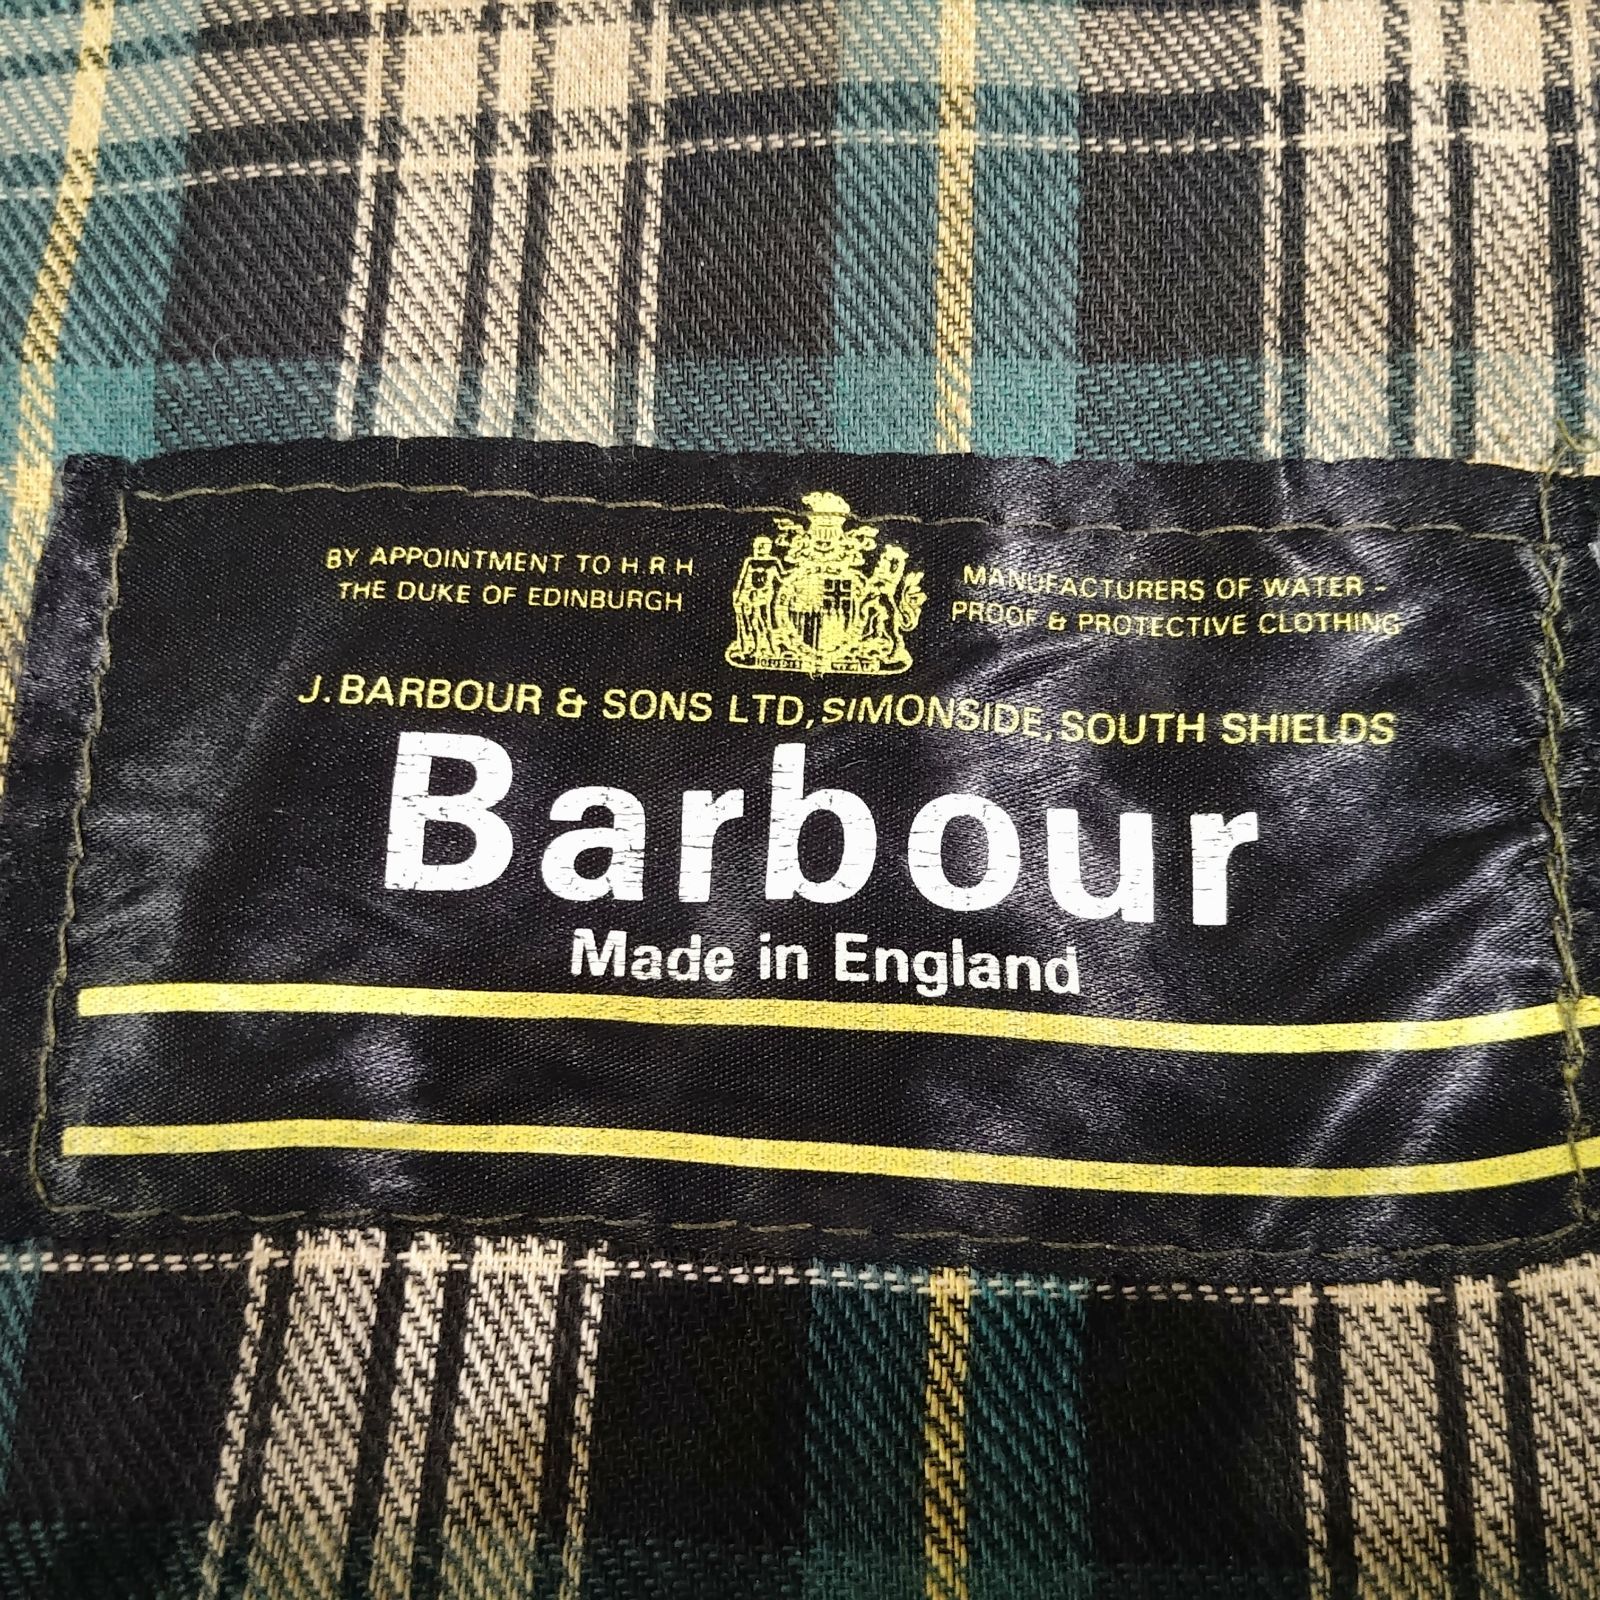 BY APPOINTMENT TO H R H
THE DUKE OF EDINBURGH
MANUFACTURERS OF WATER -
PROOF & PROTECTIVE CLOTHING
J. BARBOUR & SONS LTD, SIMONSIDE, SOUTH SHIELDS
Barbour
Made in England